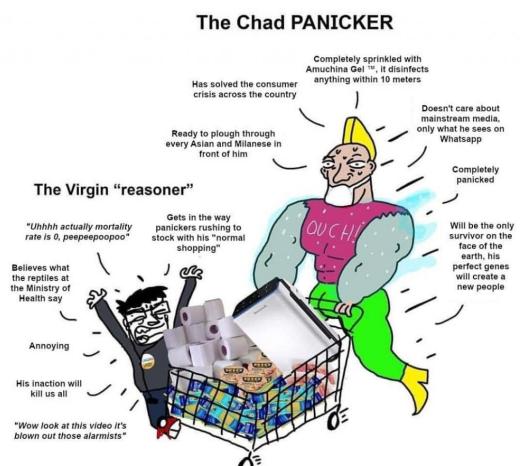 The Chad PANICKER
Completely sprinkled with
Amuchina Gel ™, it disinfects
anything within 10 meters
Has solved the consumer
crisis across the country
Doesn't care about
mainstream media,
only what he sees on
Whatsapp
Ready to plough through
every Asian and Milanese in
front of him
Completely
panicked
The Virgin “reasoner”
"Uhhhh actually mortality
rate is 0, peepeepoopoo"
Gets in the way
panickers rushing to
stock with his "normal
shopping"
OUCH!
Will be the only
survivor on the
face of the
earth, his
perfect genes
will create a
new people
Believes what
the reptiles at
the Ministry of
Health say
Annoying
His inaction will
kill us all
"Wow look at this video it's
blown out those alarmists"